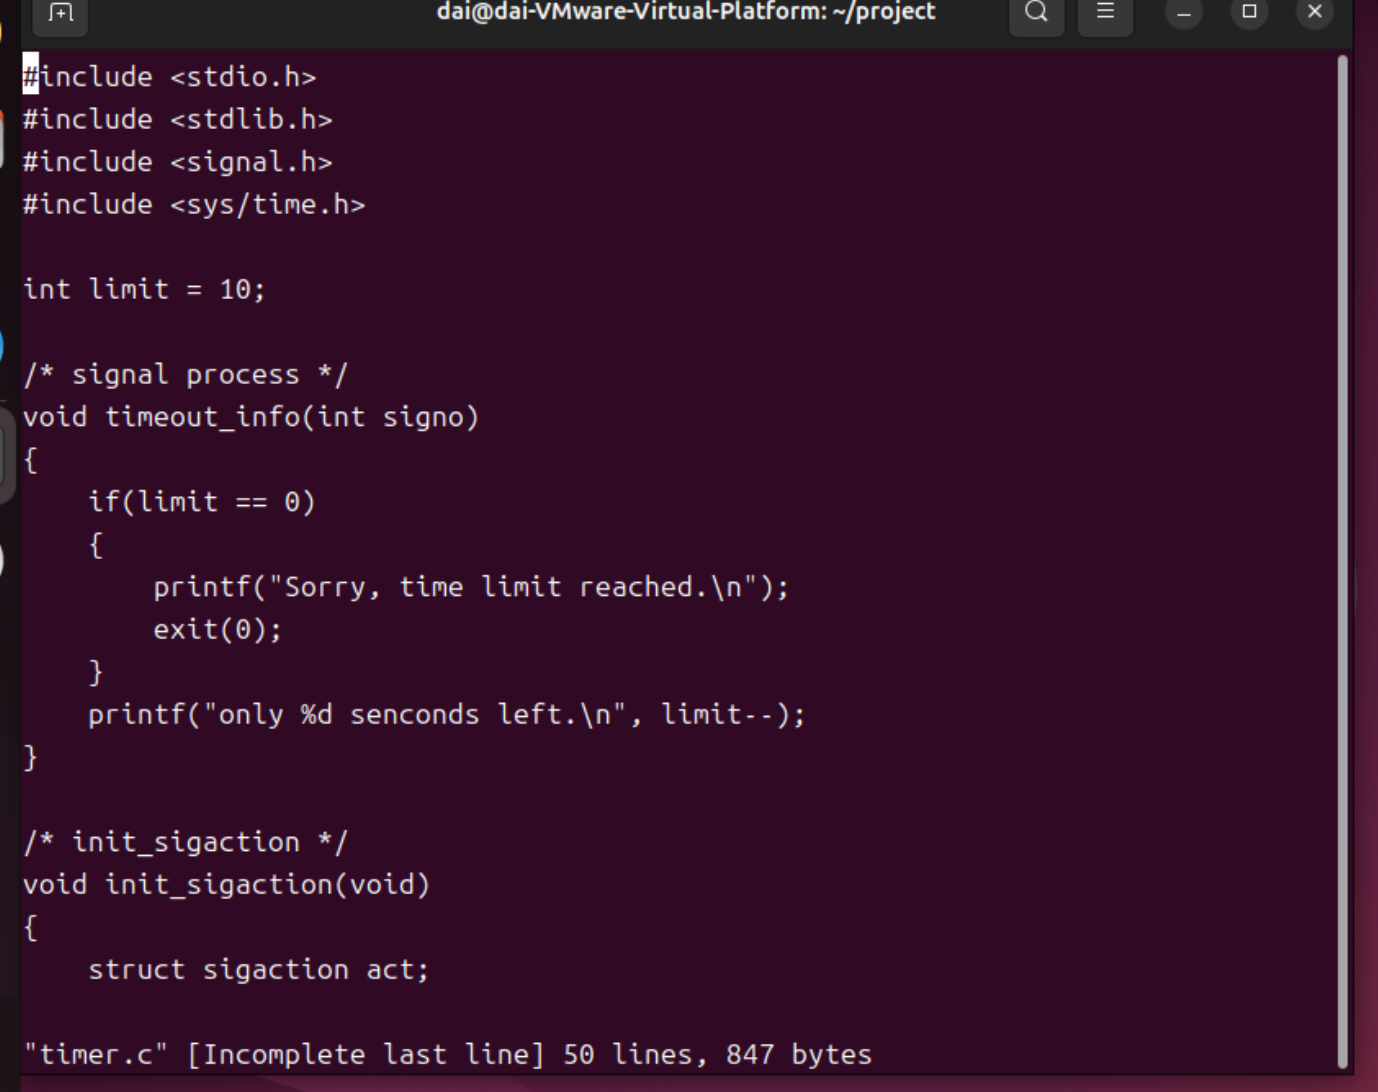 dai@dai-VMware-Virtual-Platform: ~/project
#include <stdio.h>
#include <stdlib.h>
#include <signal.h>
#include <sys/time.h>

int limit = 10;

/* signal process */
void timeout_info(int signo)
{
    if(limit == 0)
    {
        printf("Sorry, time limit reached.\n");
        exit(0);
    }
    printf("only %d senconds left.\n", limit--);
}

/* init_sigaction */
void init_sigaction(void)
{
    struct sigaction act;

"timer.c" [Incomplete last line] 50 lines, 847 bytes